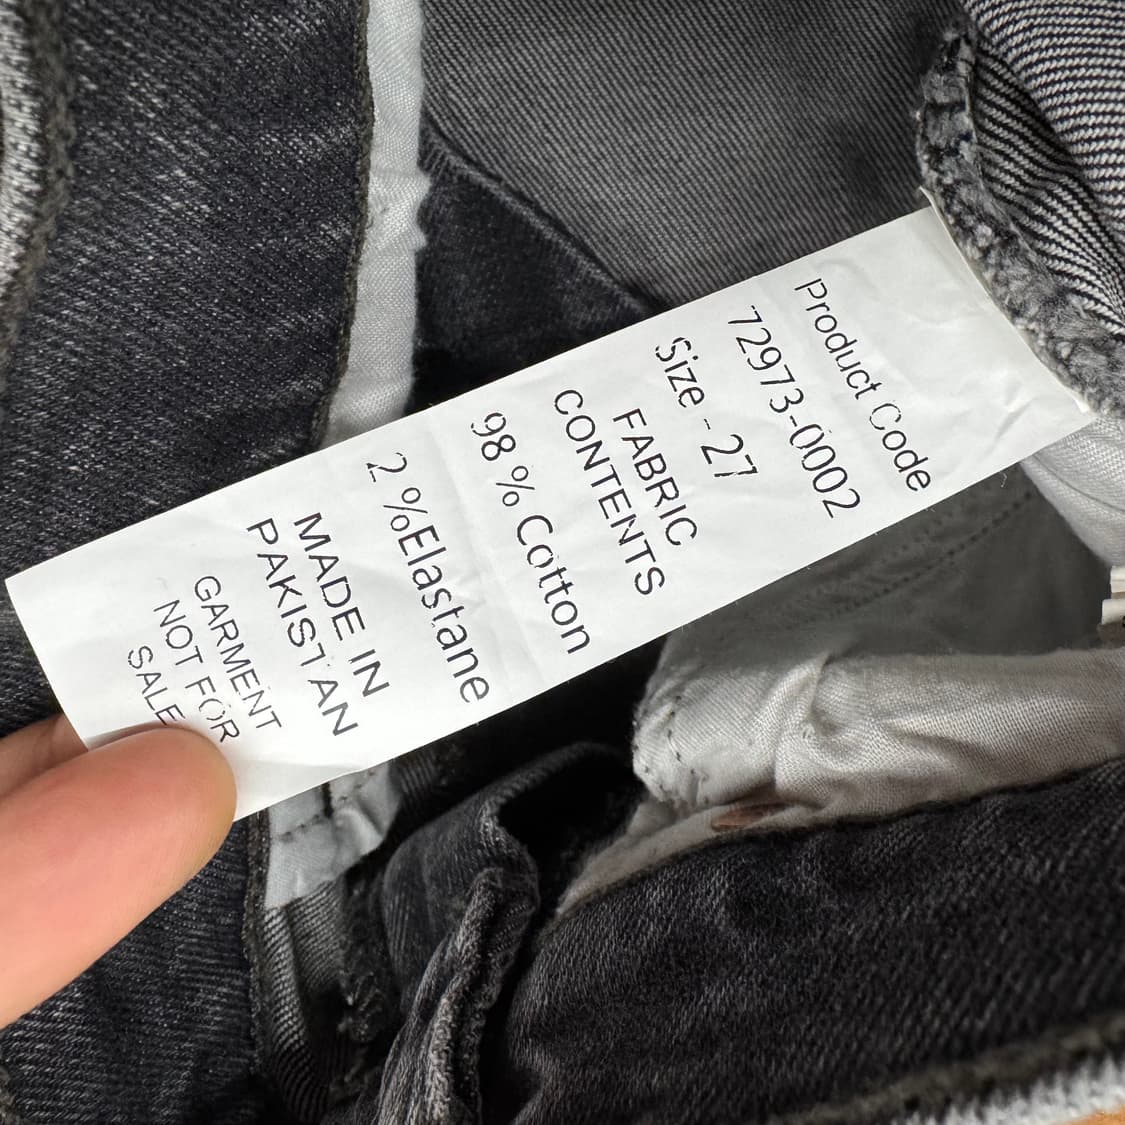 Product Code
72973-0002
Size - 27
FABRIC
CONTENTS
98 % Cotton
2 %Elastane
MADE IN
PAKISTAN
GARMENT
NOT FOR
SALE